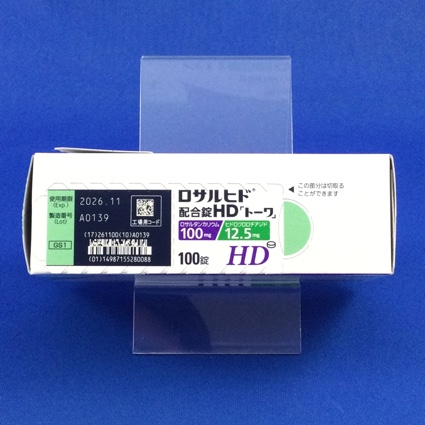 使用期限
(Exp.)
2026.11
製造番号
(Lot)
A0139
工場用コード
GS1
(17)261100(10)A0139
(01)14987155280088
ロサルヒド®
配合錠HD「トーワ」
ロサルタンカリウム
100mg
ヒドロクロロチアジド
12.5mg
100錠
HD
この部分は切取る
ことができます